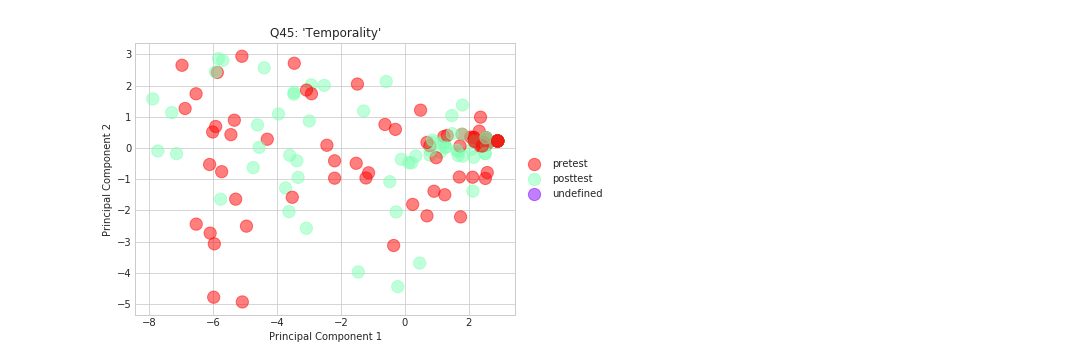 Q45: 'Temporality'
3
2
1
0
−1
−2
−3
−4
−5
Principal Component 2
−8
−6
−4
−2
0
2
Principal Component 1
pretest
posttest
undefined